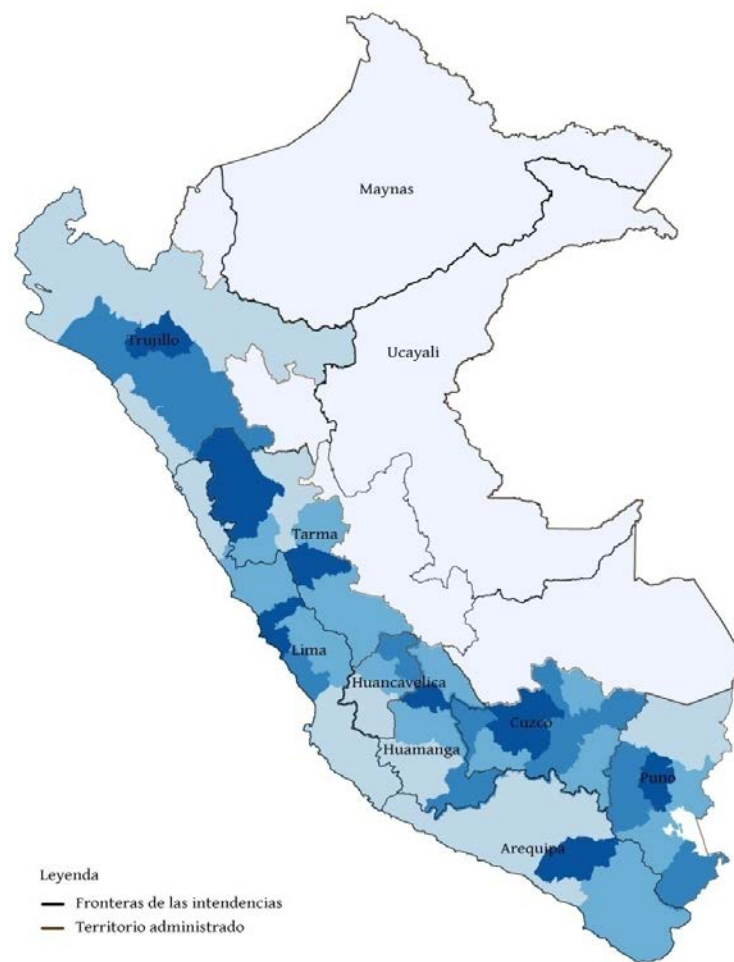 Maynas
Trujillo
Ucayali
Tarma
Lima
Huancavelica
Cuzco
Huamanga
Puno
Arequipa
Leyenda
Fronteras de las intendencias
Territorio administrado